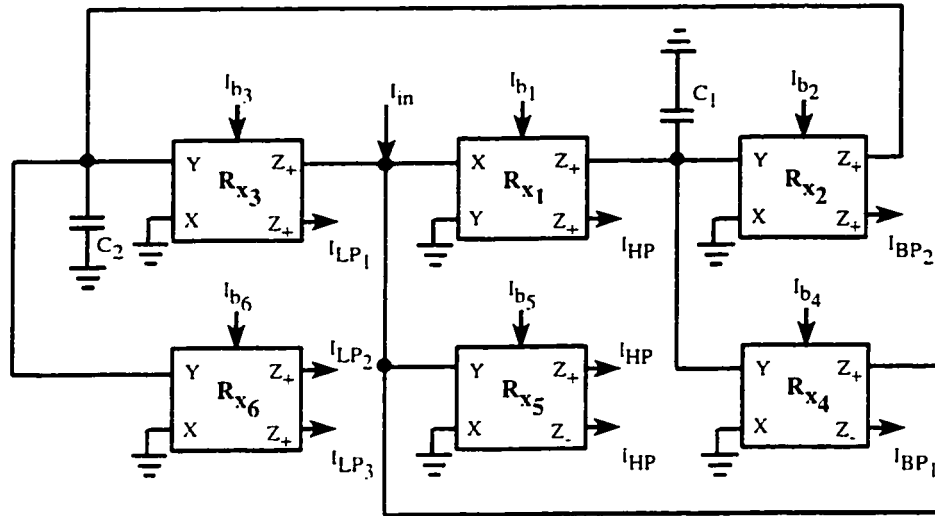 I_b3
I_in
I_b1
C_1
I_b2
Y Z_+
X Z_+
Y Z_+
R_x3
R_x1
R_x2
X Z_+
Y Z_+
X Z_+
C_2
I_LP1
I_HP
I_BP2
I_b6
I_b5
I_b4
Y Z_+
I_LP2
Y Z_+
I_HP
Y Z_+
R_x6
R_x5
R_x4
X Z_+
X Z_-
X Z_-
I_LP3
I_HP
I_BP1